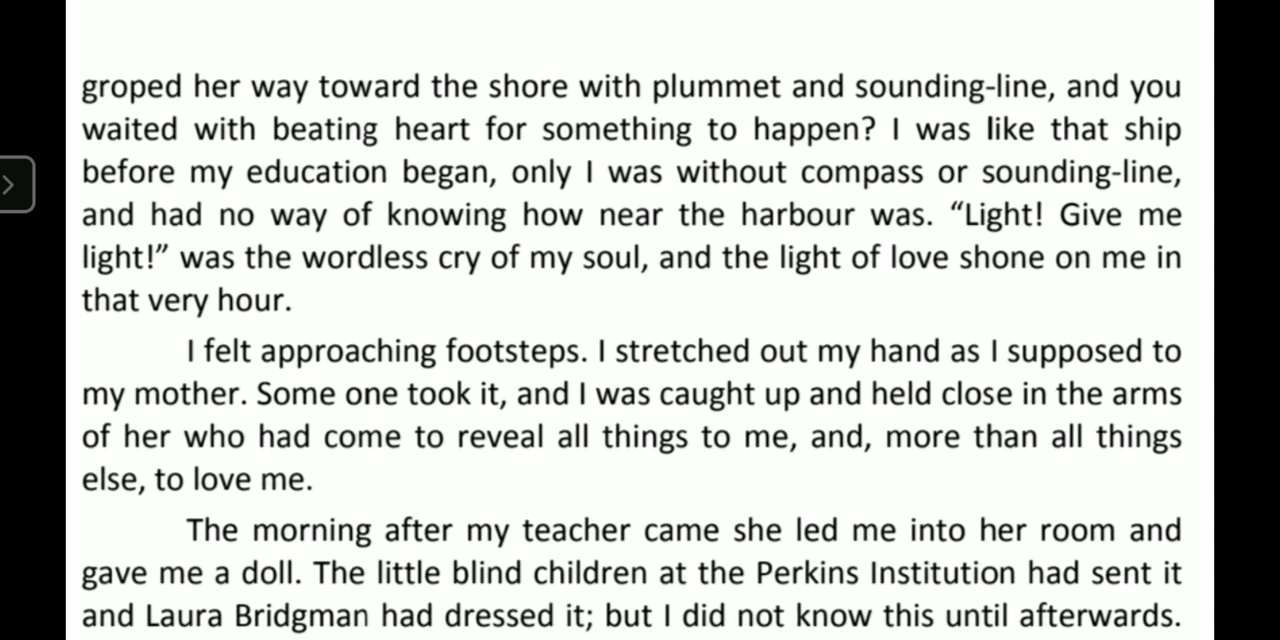 groped her way toward the shore with plummet and sounding-line, and you
waited with beating heart for something to happen? I was like that ship
before my education began, only I was without compass or sounding-line,
and had no way of knowing how near the harbour was. “Light! Give me
light!” was the wordless cry of my soul, and the light of love shone on me in
that very hour.
I felt approaching footsteps. I stretched out my hand as I supposed to
my mother. Some one took it, and I was caught up and held close in the arms
of her who had come to reveal all things to me, and, more than all things
else, to love me.
The morning after my teacher came she led me into her room and
gave me a doll. The little blind children at the Perkins Institution had sent it
and Laura Bridgman had dressed it; but I did not know this until afterwards.